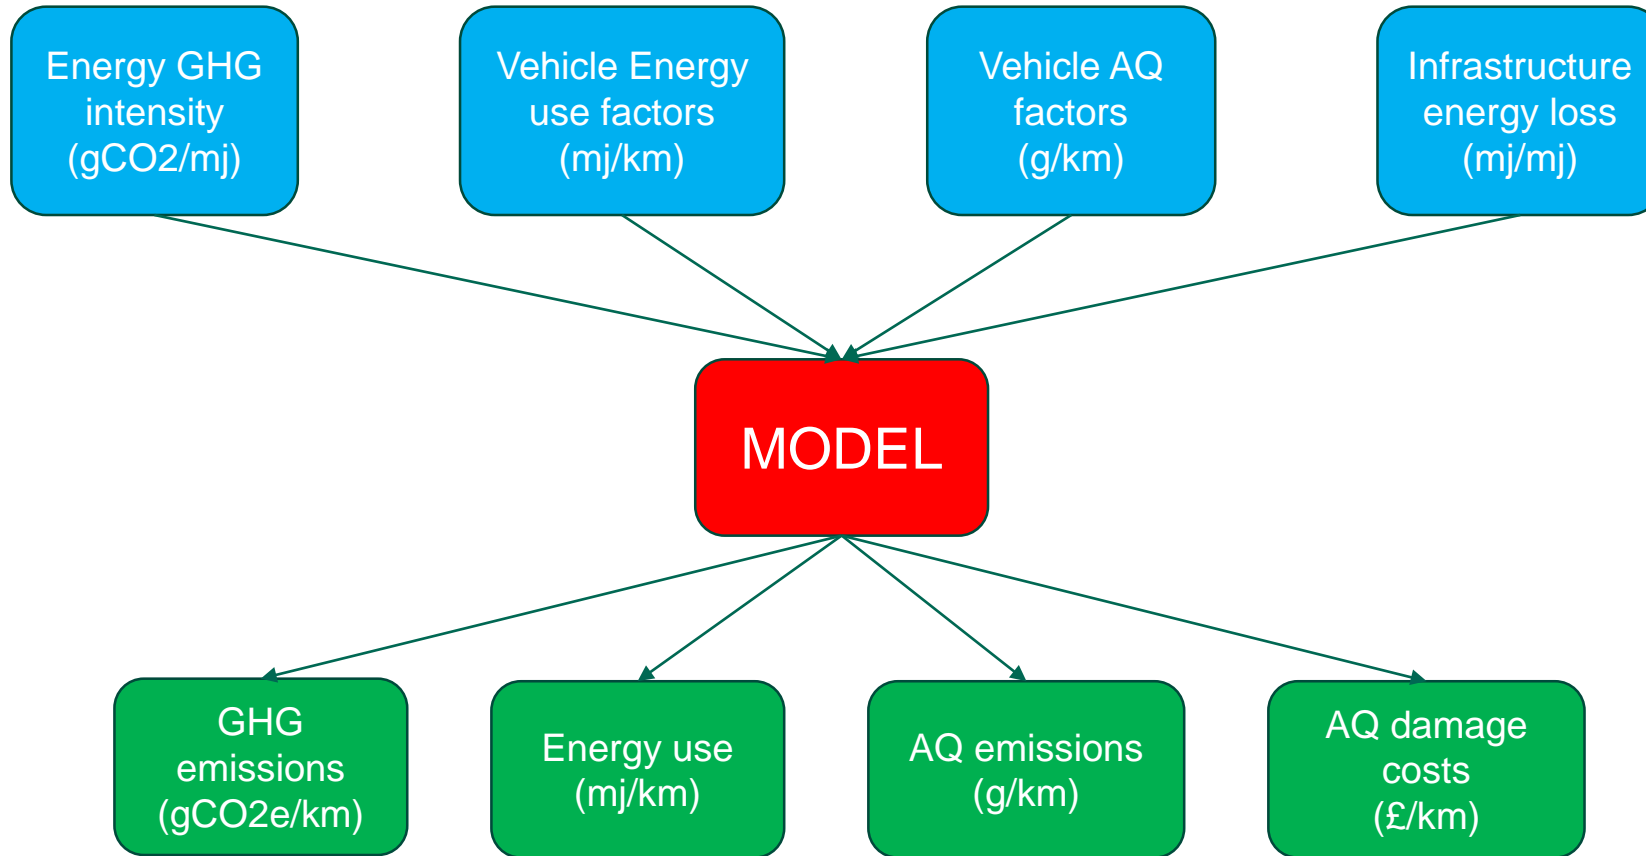 Energy GHG
intensity
(gCO2/mj)
Vehicle Energy
use factors
(mj/km)
Vehicle AQ
factors
(g/km)
Infrastructure
energy loss
(mj/mj)
MODEL
GHG
emissions
(gCO2e/km)
Energy use
(mj/km)
AQ emissions
(g/km)
AQ damage
costs
(£/km)